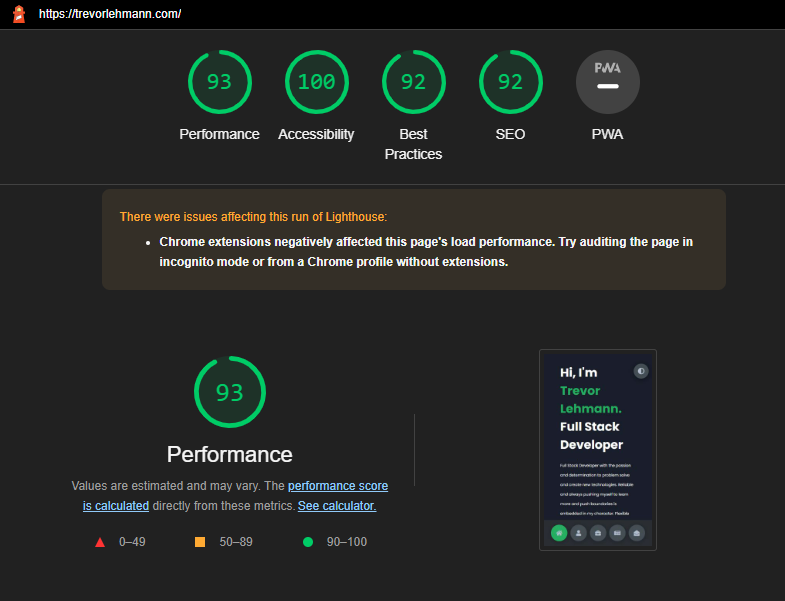 https://trevorlehmann.com/
93
100
92
92
PWA
Performance
Accessibility
Best
Practices
SEO
PWA
There were issues affecting this run of Lighthouse:
Chrome extensions negatively affected this page's load performance. Try auditing the page in
incognito mode or from a Chrome profile without extensions.
93
Performance
Values are estimated and may vary. The performance score
is calculated directly from these metrics. See calculator.
0–49
50–89
90–100
Hi, I'm
Trevor
Lehmann.
Full Stack
Developer
Full Stack Developer with the passion
and determination to problem solve
and create new technologies. Reliable
and always pushing myself to learn
more and push boundaries is
embedded in my character. Flexible